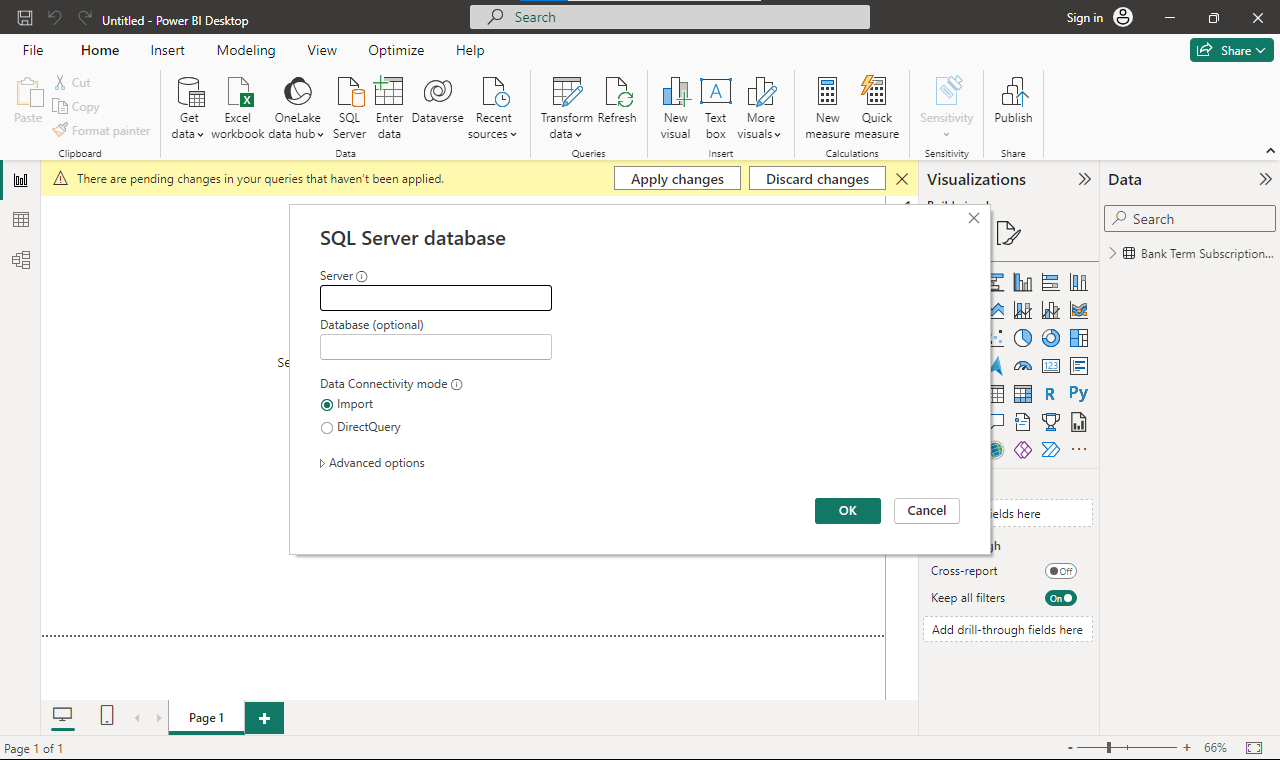 Untitled - Power BI Desktop
Search
Sign in
File
Home
Insert
Modeling
View
Optimize
Help
Share
Paste
Cut
Copy
Format painter
Clipboard
Get data
Excel workbook
OneLake data hub
SQL Server
Enter data
Dataverse
Recent sources
Data
Transform data
Refresh
Queries
New visual
Text box
More visuals
Insert
New measure
Quick measure
Calculations
Sensitivity
Sensitivity
Publish
Share
There are pending changes in your queries that haven't been applied.
Apply changes
Discard changes
Visualizations
Data
Search
Bank Term Subscription...
SQL Server database
Server
Database (optional)
Data Connectivity mode
Import
DirectQuery
Advanced options
OK
Cancel
Se
123
R
Py
ields here
gh
Cross-report
Off
Keep all filters
On
Add drill-through fields here
Page 1
Page 1 of 1
- + 66%